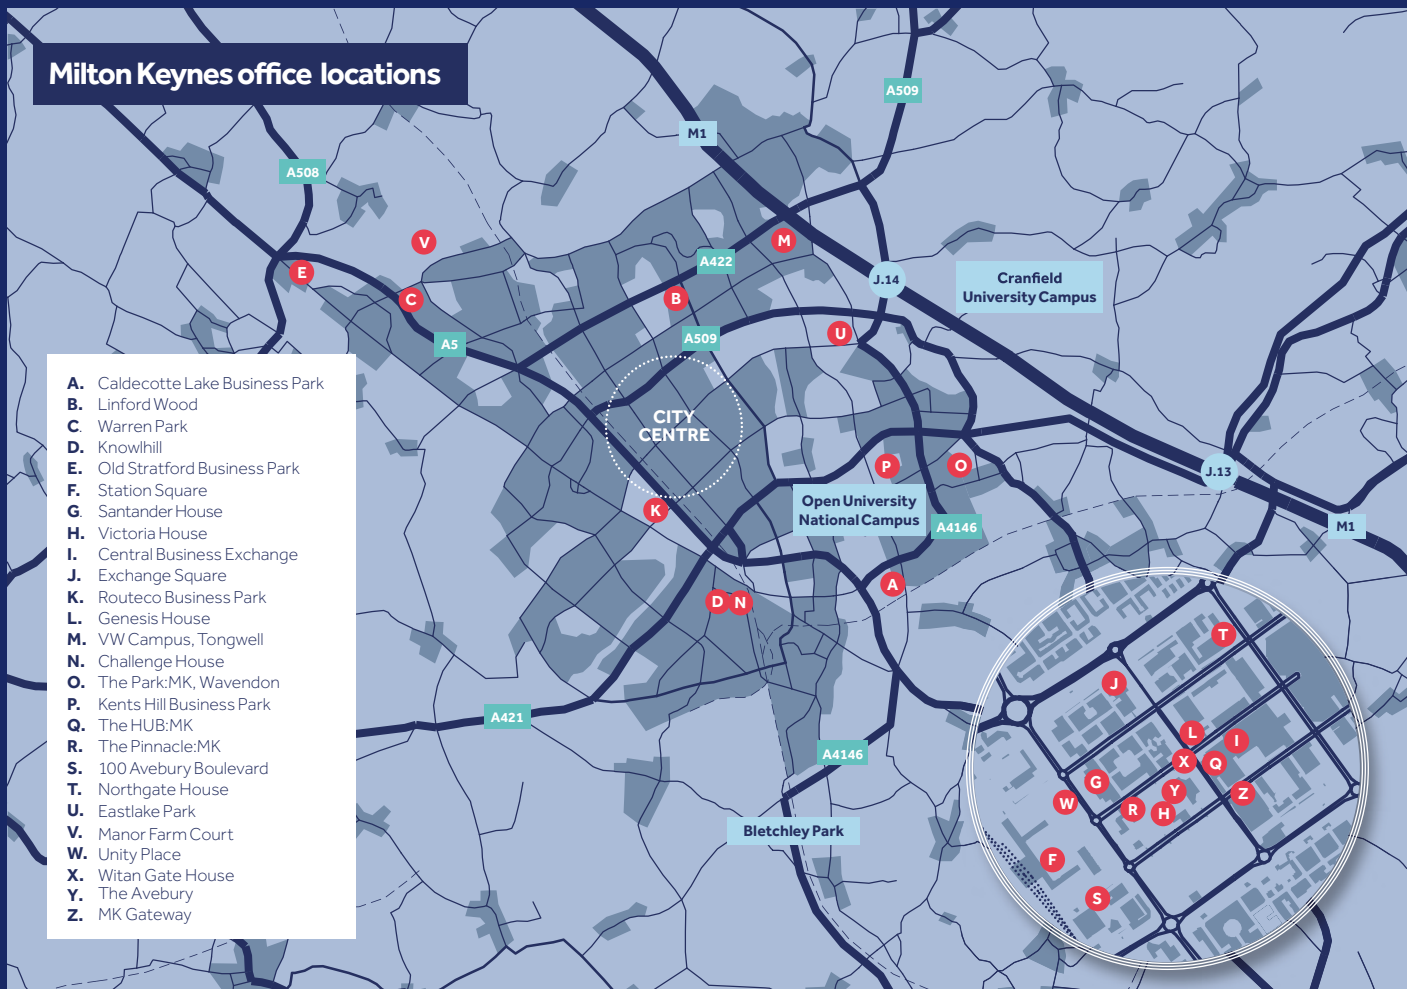 Milton Keynes office locations
A509
M1
A508
V
M
E
A422
J.14
Cranfield
University Campus
C
B
U
A5
A509
CITY
CENTRE
A. Caldecotte Lake Business Park
B. Linford Wood
C. Warren Park
D. Knowlhill
E. Old Stratford Business Park
F. Station Square
G. Santander House
H. Victoria House
I. Central Business Exchange
J. Exchange Square
K. Routeco Business Park
L. Genesis House
M. VW Campus, Tongwell
N. Challenge House
O. The Park:MK, Wavendon
P. Kents Hill Business Park
Q. The HUB:MK
R. The Pinnacle:MK
S. 100 Avebury Boulevard
T. Northgate House
U. Eastlake Park
V. Manor Farm Court
W. Unity Place
X. Witan Gate House
Y. The Avebury
Z. MK Gateway
P
O
J.13
K
Open University
National Campus
A4146
M1
A
D
N
T
J
A421
L
I
A4146
X
Q
G
Y
Z
W
R
H
Bletchley Park
F
S